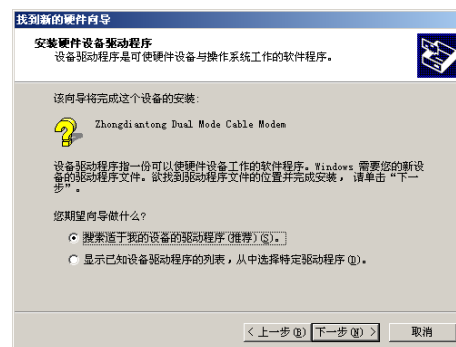 找到新的硬件向导
安装硬件设备驱动程序
设备驱动程序是可使硬件设备与操作系统工作的软件程序。
该向导将完成这个设备的安装:
Zhongdiantong Dual Mode Cable Modem
设备驱动程序指一份可以使硬件设备工作的软件程序。Windows 需要您的新设
备的驱动程序文件。欲找到驱动程序文件的位置并完成安装，请单击“下一
步”。
您期望向导做什么?
搜索适于我的设备的驱动程序(推荐)(S)。
显示已知设备驱动程序的列表，从中选择特定驱动程序(D)。
< 上一步(B) 下一步(N) > 取消